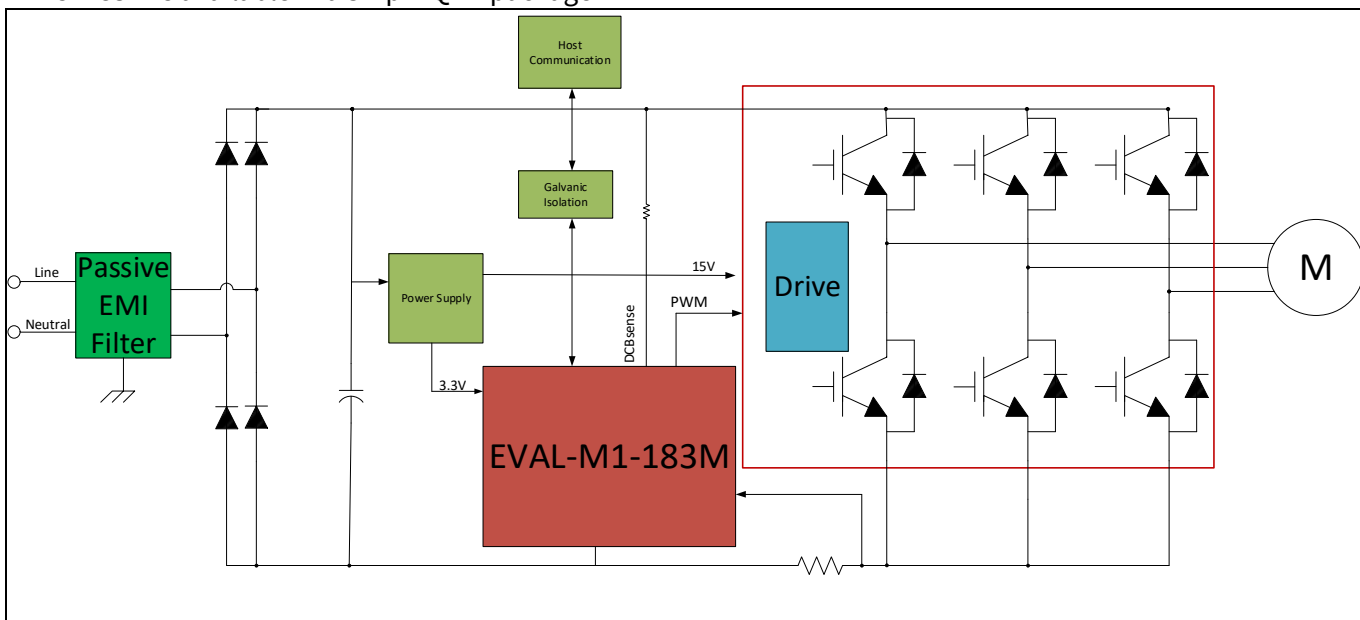 package
Host
Communication
Galvanic
Isolation
Line
Neutral
Passive
EMI
Filter
Power Supply
15V
3.3V
DCBsense
PWM
Drive
M
EVAL-M1-183M